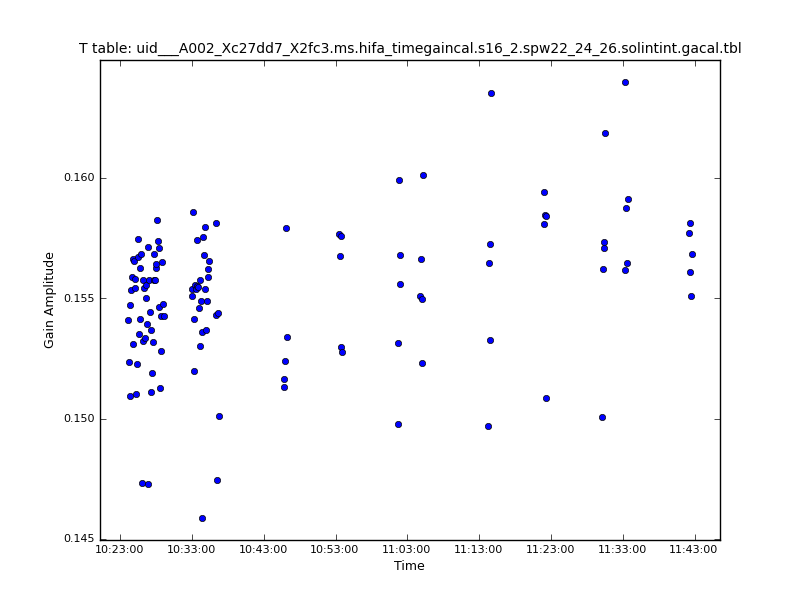 T table: uid___A002_Xc27dd7_X2fc3.ms.hifa_timegaincal.s16_2.spw22_24_26.solintint.gacal.tbl
0.160
0.155
0.150
0.145
Gain Amplitude
10:23:00 10:33:00 10:43:00 10:53:00 11:03:00 11:13:00 11:23:00 11:33:00 11:43:00
Time